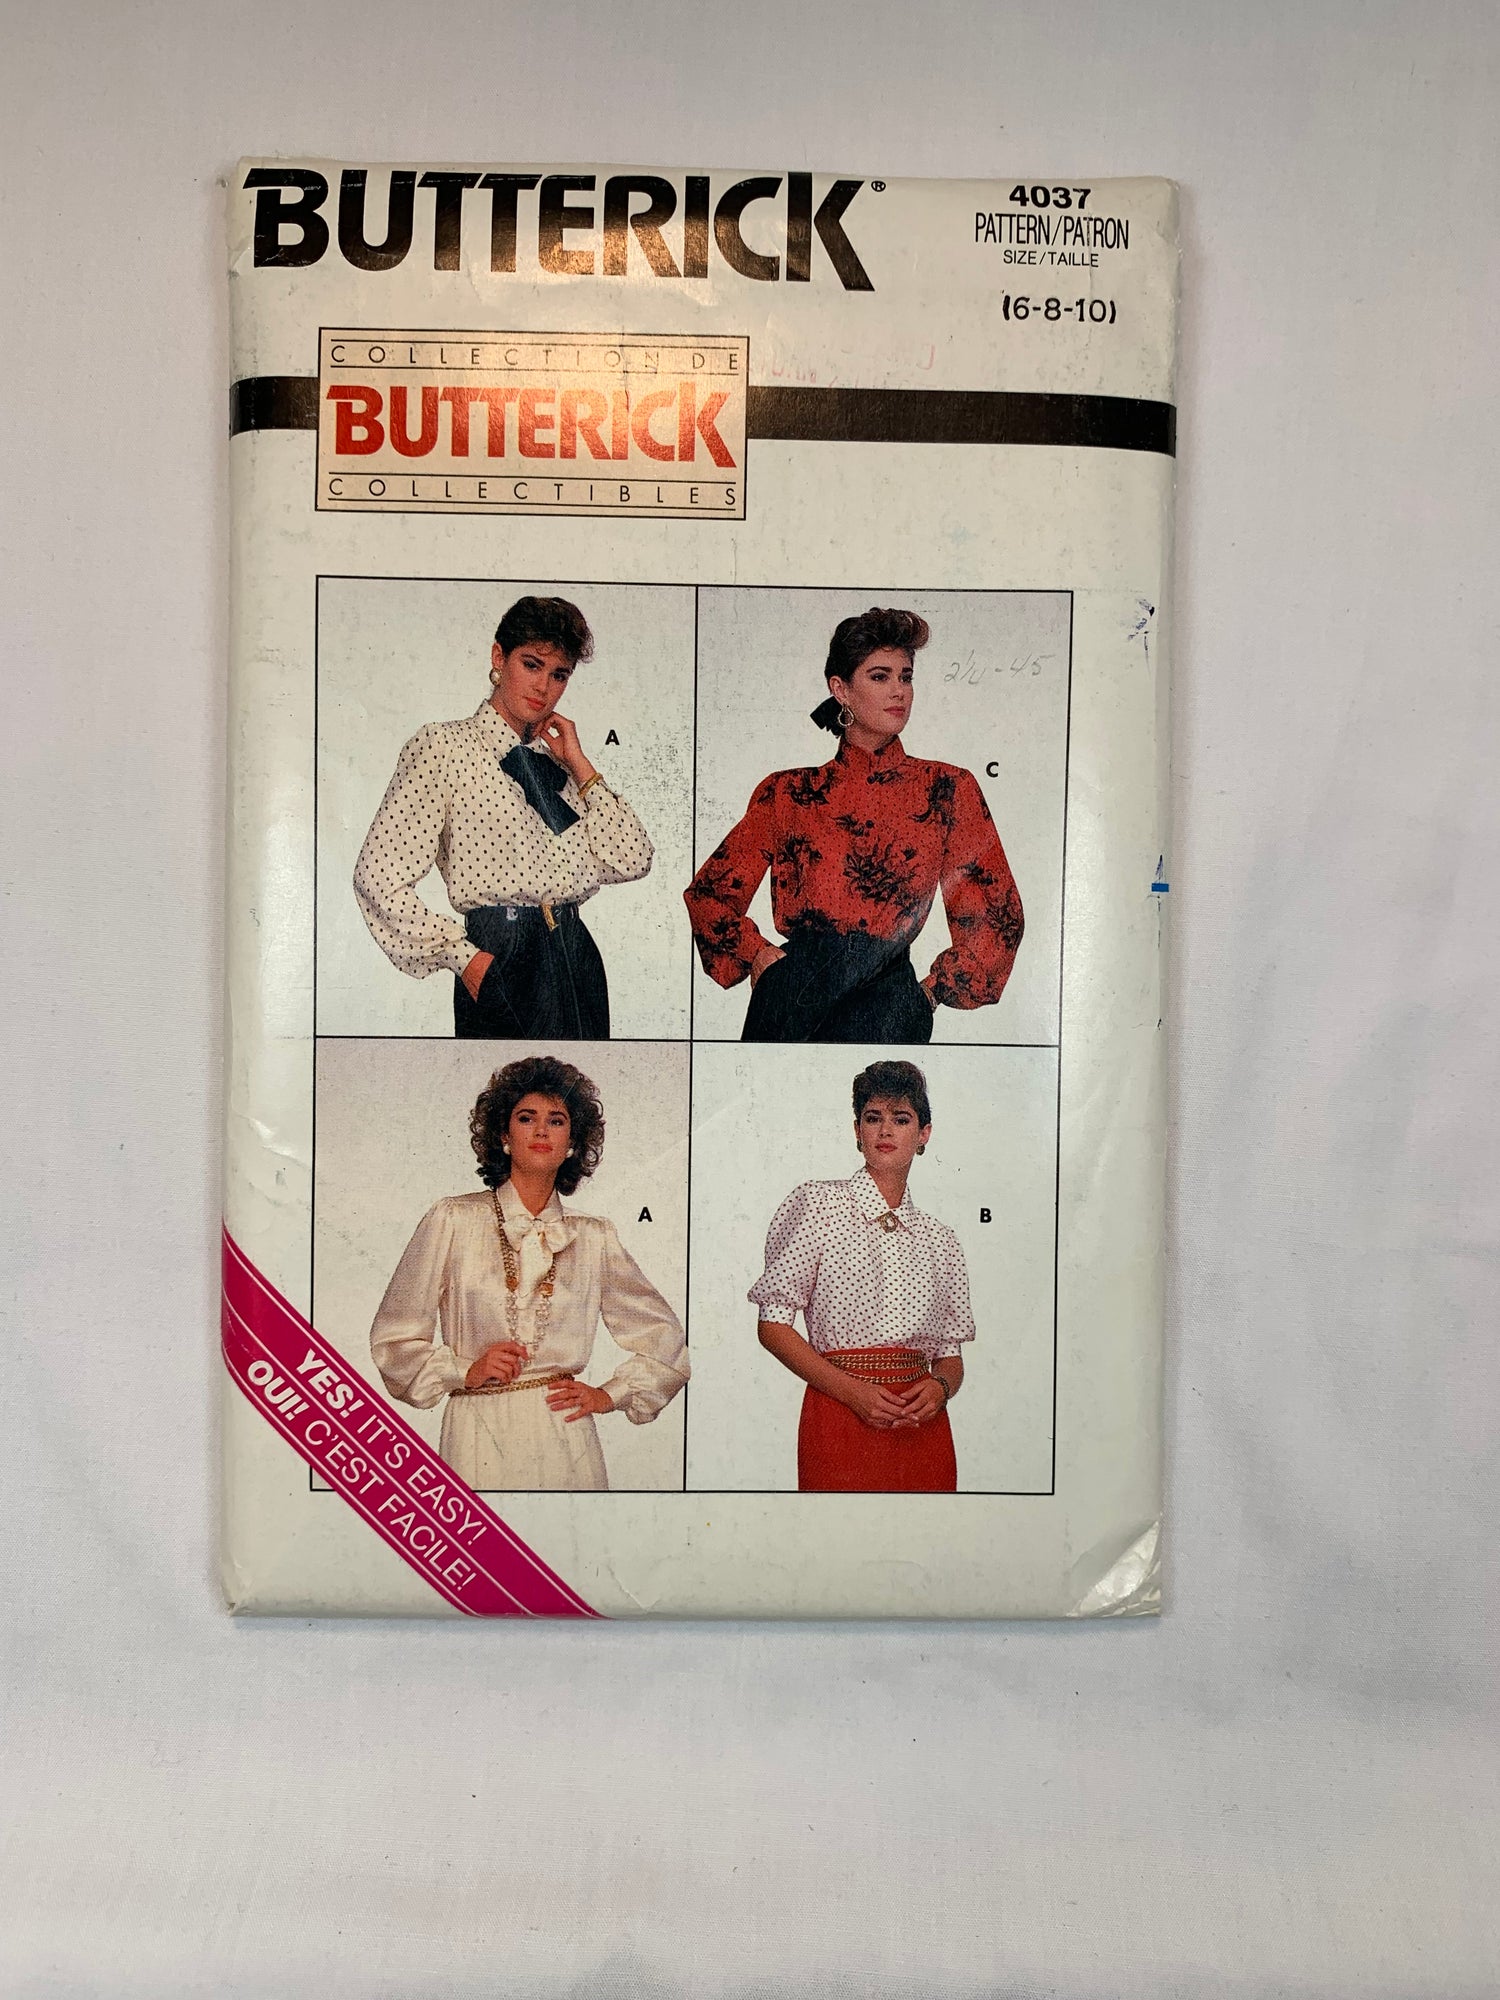 BUTTERICK®
4037
PATTERN/PATRON
SIZE/TAILLE
(6-8-10)
COLLECTION DE
BUTTERICK
COLLECTIBLES
A
C
A
B
YES! IT'S EASY!
OUI! C'EST FACILE!